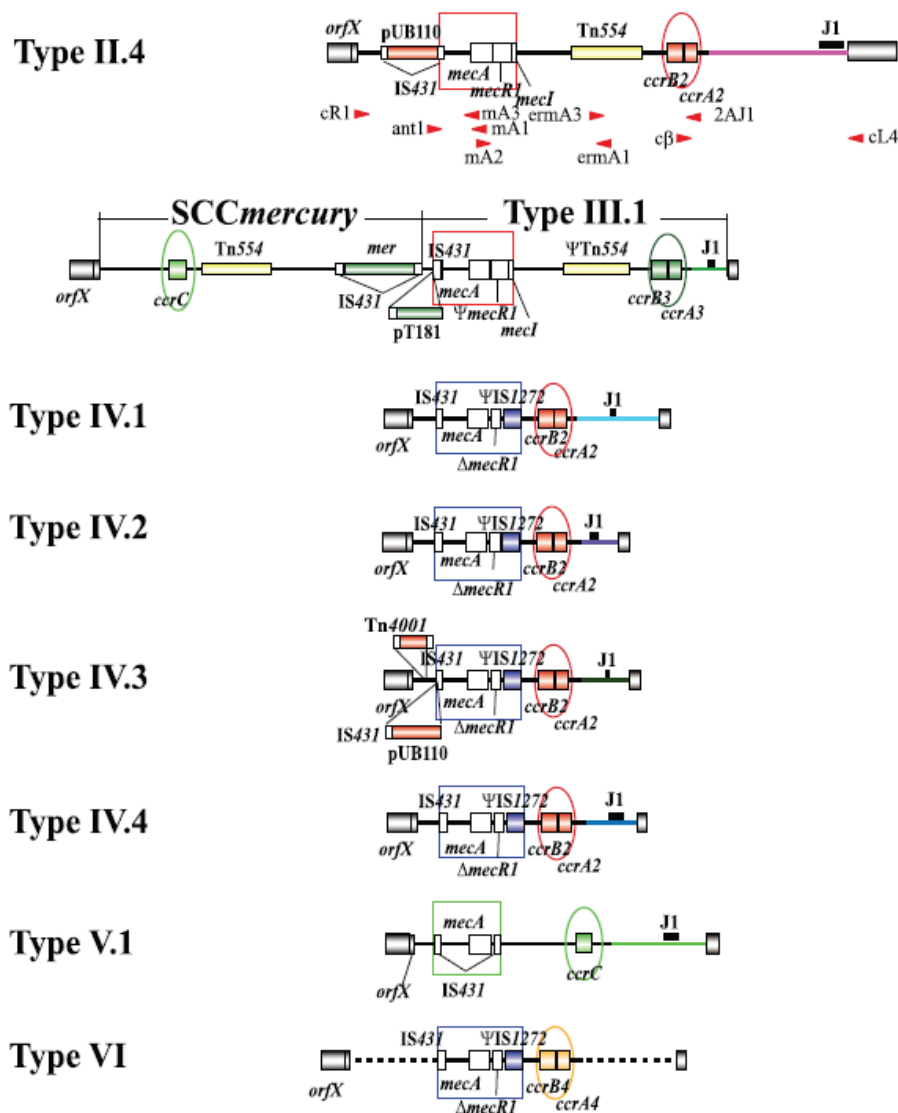 Type II.4
orfX pUB110 Tn554 J1
IS431 mecA mecR1 mecI ccrB2 ccrA2
cR1 mA3 ermA3 2AJ1
ant1 mA1 cβ cL4
mA2 ermA1
SCCmercury Type III.1
Tn554 mer IS431 ΨTn554 J1
orfX ccrC IS431 mecA ΨmecR1 mecI ccrB3 ccrA3
pT181
Type IV.1
IS431 ΨIS1272 J1
orfX mecA ccrB2 ccrA2
ΔmecR1
Type IV.2
IS431 ΨIS1272 J1
orfX mecA ccrB2 ccrA2
ΔmecR1
Type IV.3
Tn4001
IS431 ΨIS1272 J1
orfX mecA ccrB2 ccrA2
IS431 ΔmecR1
pUB110
Type IV.4
IS431 ΨIS1272 J1
orfX mecA ccrB2 ccrA2
ΔmecR1
Type V.1
mecA J1
orfX IS431 ccrC
Type VI
IS431 ΨIS1272
orfX mecA ccrB4 ccrA4
ΔmecR1